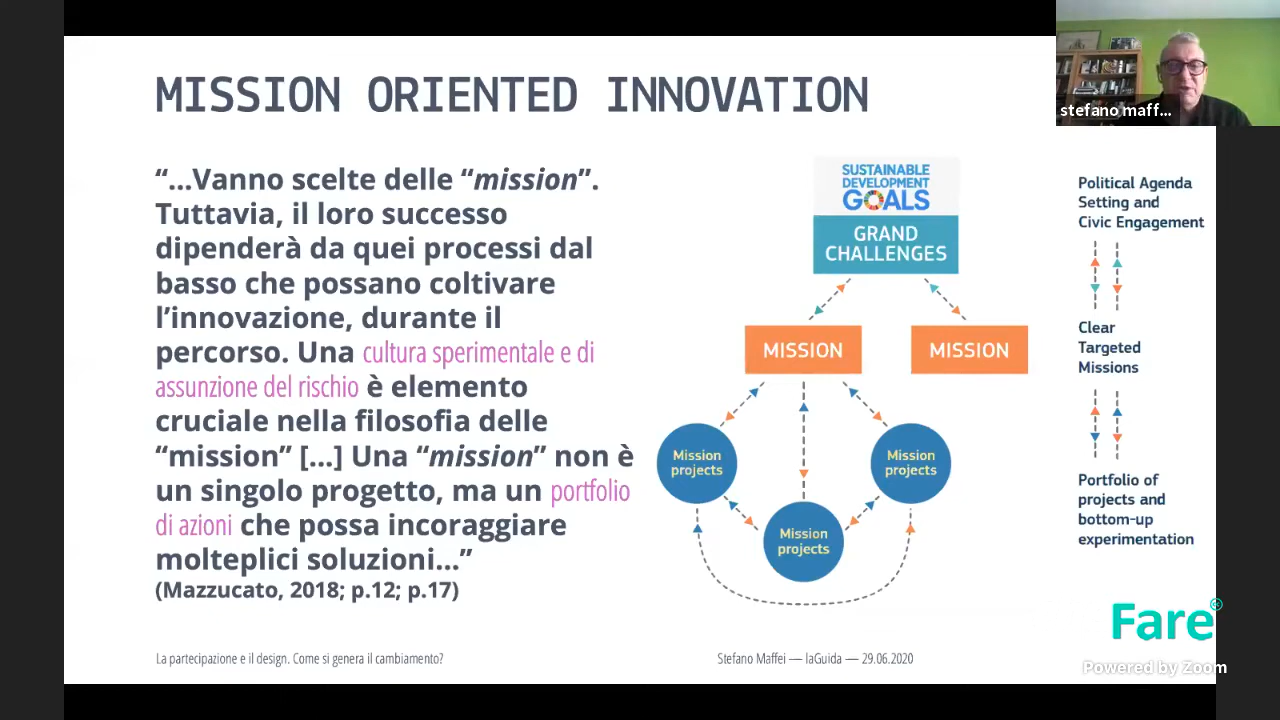 MISSION ORIENTED INNOVATION
stefano maff...
“...Vanno scelte delle “mission”.
Tuttavia, il loro successo
dipenderà da quei processi dal
basso che possano coltivare
l’innovazione, durante il
percorso. Una cultura sperimentale e di
assunzione del rischio è elemento
cruciale nella filosofia delle
“mission” [...] Una “mission” non è
un singolo progetto, ma un portfolio
di azioni che possa incoraggiare
molteplici soluzioni...”
(Mazzucato, 2018; p.12; p.17)
SUSTAINABLE
DEVELOPMENT
GOALS
GRAND
CHALLENGES
MISSION
MISSION
Mission
projects
Mission
projects
Mission
projects
Political Agenda
Setting and
Civic Engagement
Clear
Targeted
Missions
Portfolio of
projects and
bottom-up
experimentation
Fare
cc
Powered by Zoom
La partecipazione e il design. Come si genera il cambiamento?
Stefano Maffei — laGuida — 29.06.2020